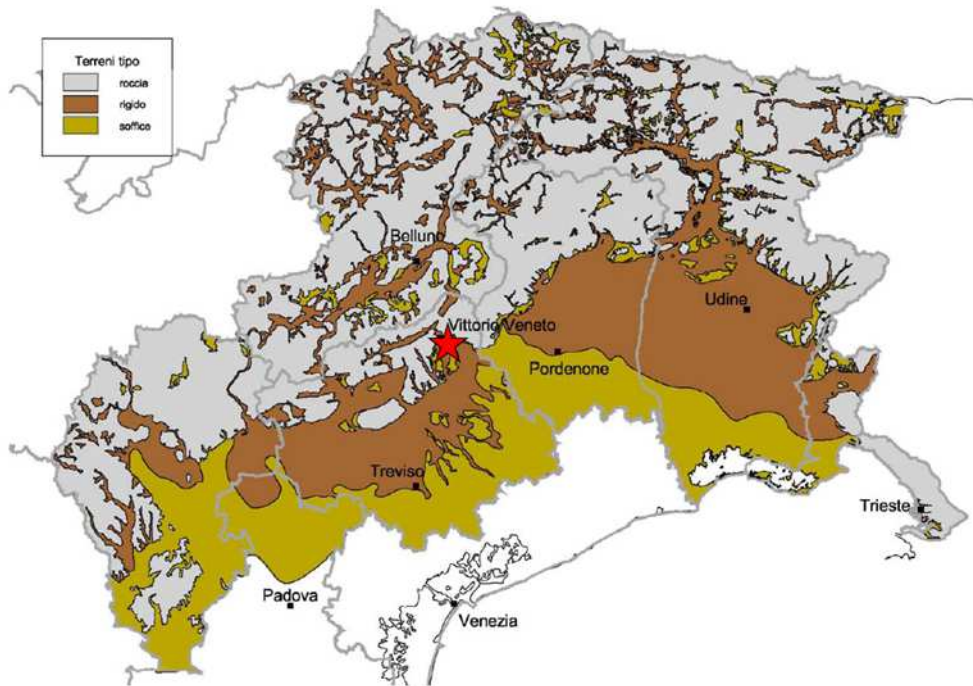 Terreni tipo
roccia
rigido
soffice
Belluno
Vittorio Veneto
Udine
Pordenone
Treviso
Trieste
Padova
Venezia